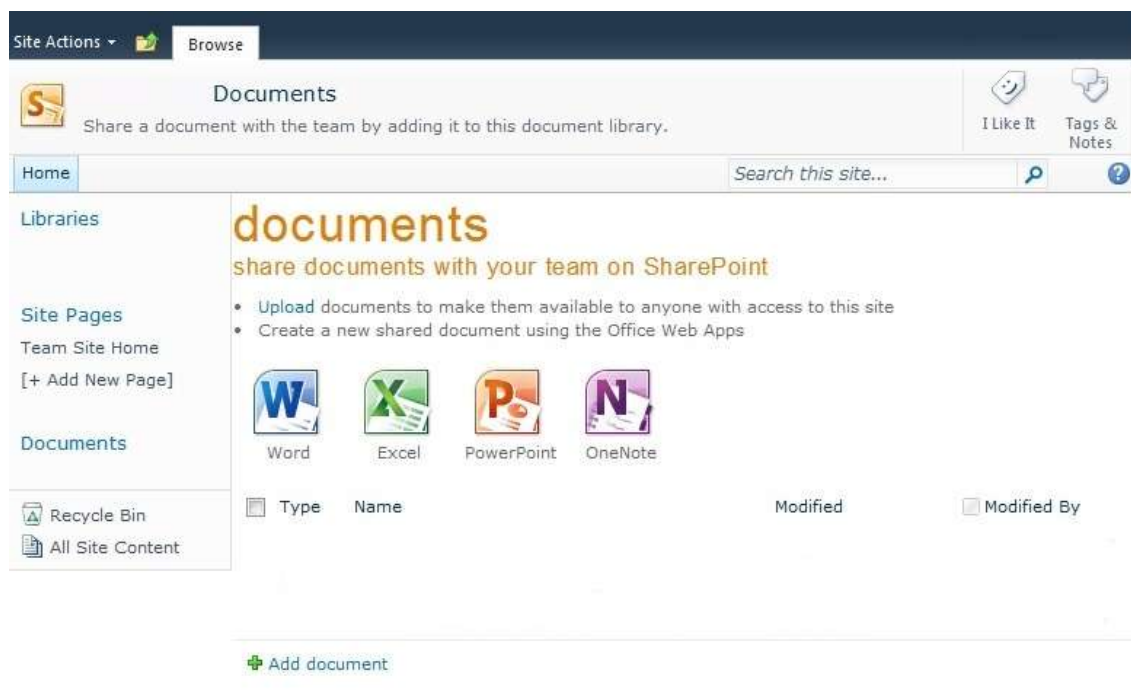 Site Actions
Browse
Documents
Share a document with the team by adding it to this document library.
I Like It
Tags &
Notes
Home
Search this site...
Libraries
documents
share documents with your team on SharePoint
Upload documents to make them available to anyone with access to this site
Create a new shared document using the Office Web Apps
Site Pages
Team Site Home
[+ Add New Page]
Documents
Word Excel PowerPoint OneNote
Recycle Bin
All Site Content
Type Name Modified Modified By
Add document